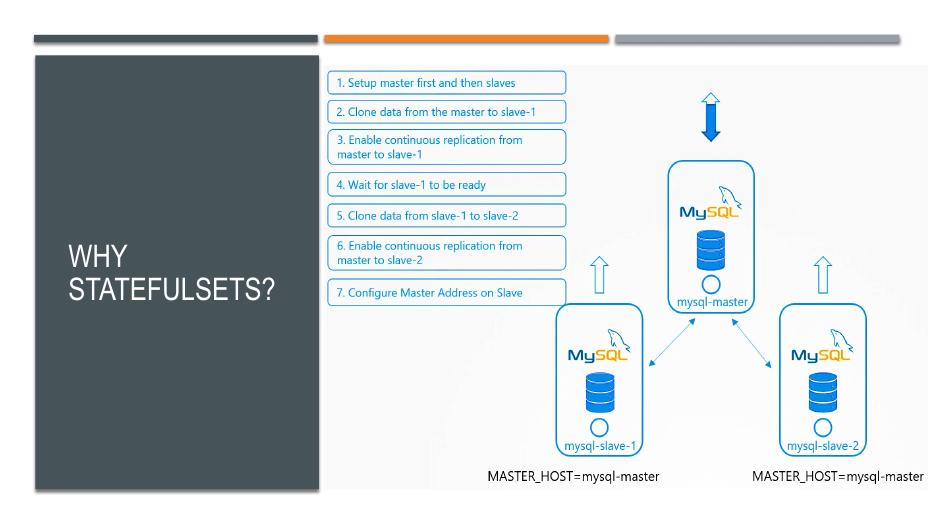 WHY
STATEFULSETS?
1. Setup master first and then slaves
2. Clone data from the master to slave-1
3. Enable continuous replication from
master to slave-1
4. Wait for slave-1 to be ready
5. Clone data from slave-1 to slave-2
6. Enable continuous replication from
master to slave-2
7. Configure Master Address on Slave
MySQL
mysql-master
MySQL
mysql-slave-1
MASTER_HOST=mysql-master
MySQL
mysql-slave-2
MASTER_HOST=mysql-master